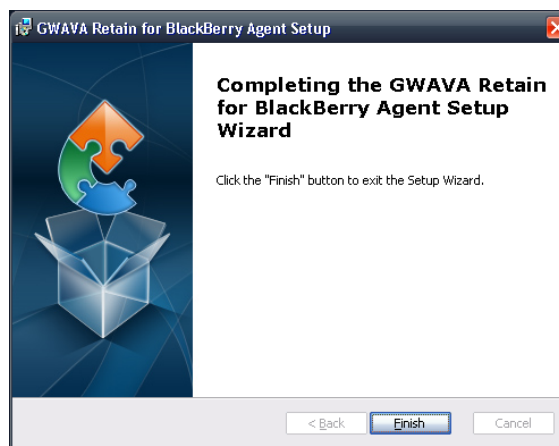 GWAVA Retain for BlackBerry Agent Setup
Completing the GWAVA Retain
for BlackBerry Agent Setup
Wizard
Click the "Finish" button to exit the Setup Wizard.
< Back Finish Cancel